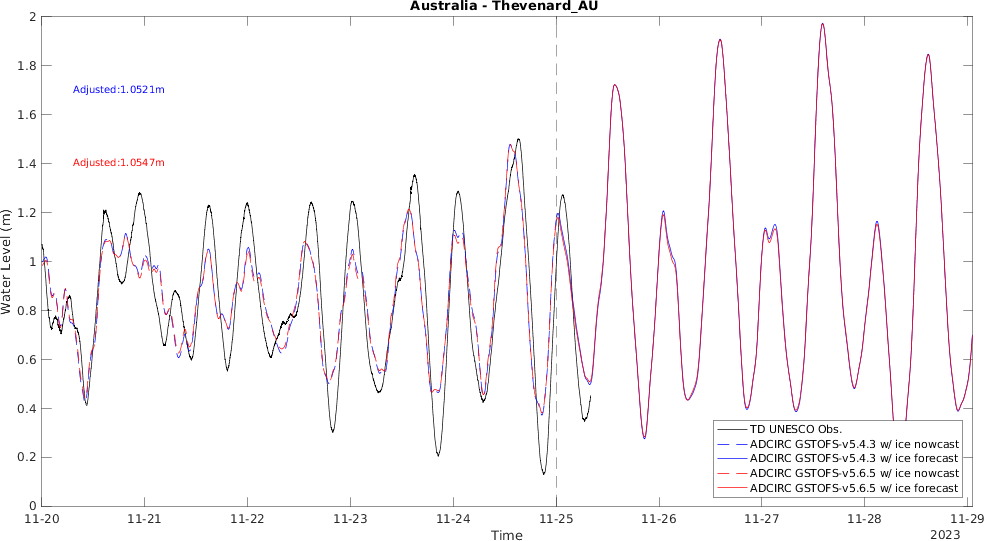 Australia - Thevenard_AU
2
1.8
1.6
1.4
1.2
1
0.8
0.6
0.4
0.2
0
Water Level (m)
Adjusted:1.0521m
Adjusted:1.0547m
TD UNESCO Obs.
ADCIRC GSTOFS-v5.4.3 w/ ice nowcast
ADCIRC GSTOFS-v5.4.3 w/ ice forecast
ADCIRC GSTOFS-v5.6.5 w/ ice nowcast
ADCIRC GSTOFS-v5.6.5 w/ ice forecast
11-20 11-21 11-22 11-23 11-24 11-25 11-26 11-27 11-28 11-29
Time
2023